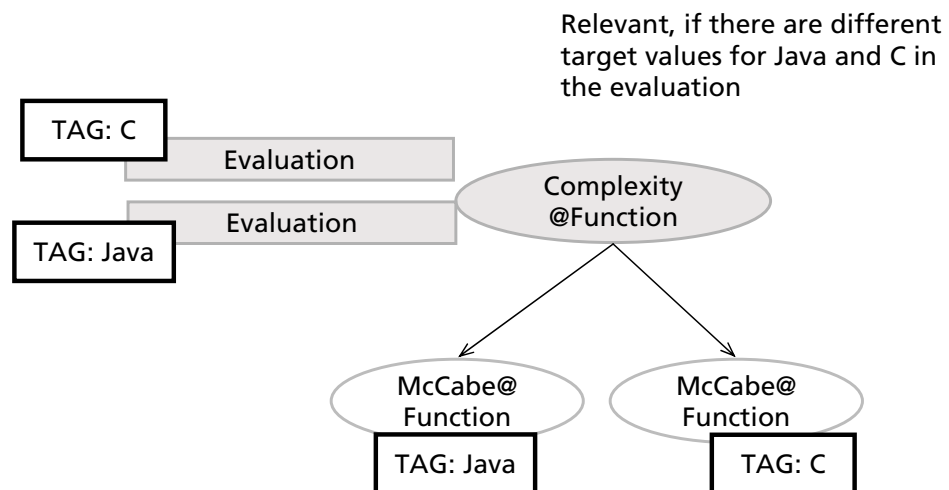 Relevant, if there are different
target values for Java and C in
the evaluation
TAG: C
Evaluation
Complexity
@Function
Evaluation
TAG: Java
McCabe@
Function
TAG: Java
McCabe@
Function
TAG: C